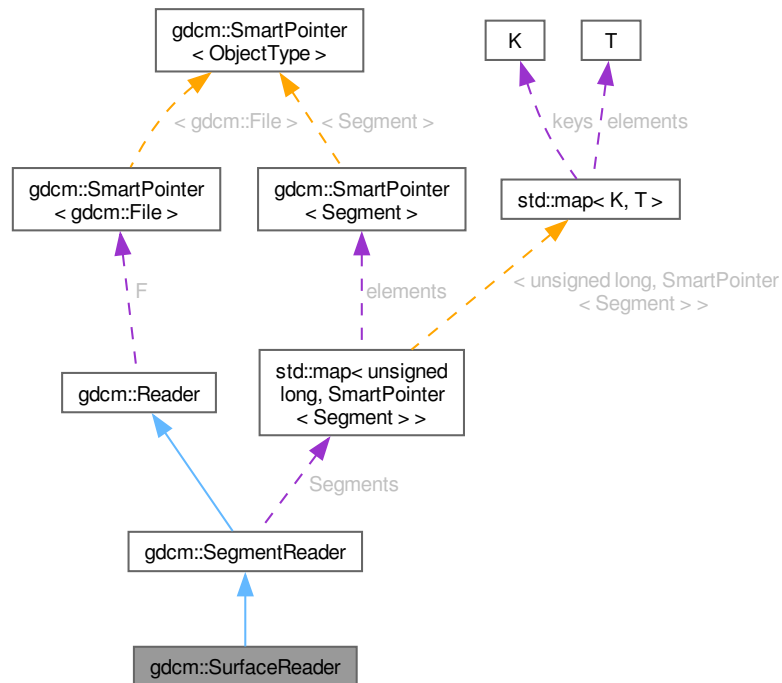 gdcm::SmartPointer
< ObjectType >
K
T
< gdcm::File >
< Segment >
keys
elements
gdcm::SmartPointer
< gdcm::File >
gdcm::SmartPointer
< Segment >
std::map< K, T >
F
elements
< unsigned long, SmartPointer
< Segment > >
gdcm::Reader
std::map< unsigned
long, SmartPointer
< Segment > >
Segments
gdcm::SegmentReader
gdcm::SurfaceReader